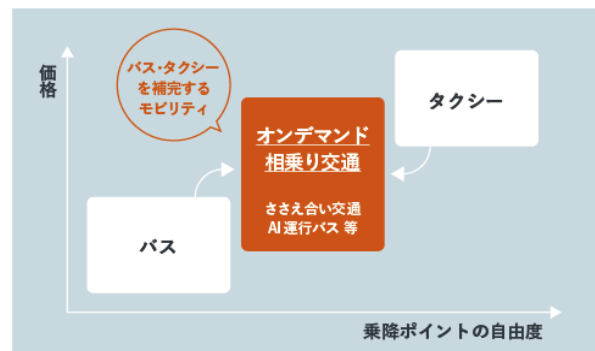 価格
バス・タクシー
を補完する
モビリティ
タクシー
オンデマンド
相乗り交通
ささえ合い交通
AI運行バス 等
バス
乗降ポイントの自由度